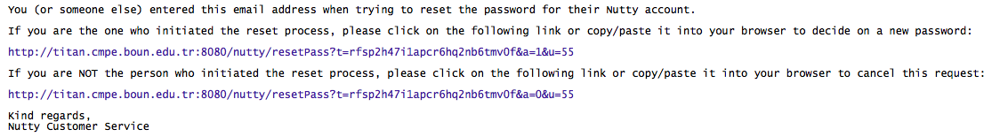 You (or someone else) entered this email address when trying to reset the password for their Nutty account.
If you are the one who initiated the reset process, please click on the following link or copy/paste it into your browser to decide on a new password:
http://titan.cmpe.boun.edu.tr:8080/nutty/resetPass?t=rfsp2h47i1apcr6hq2nb6tmv0f&a=1&u=55
If you are NOT the person who initiated the reset process, please click on the following link or copy/paste it into your browser to cancel this request:
http://titan.cmpe.boun.edu.tr:8080/nutty/resetPass?t=rfsp2h47i1apcr6hq2nb6tmv0f&a=0&u=55
Kind regards,
Nutty Customer Service